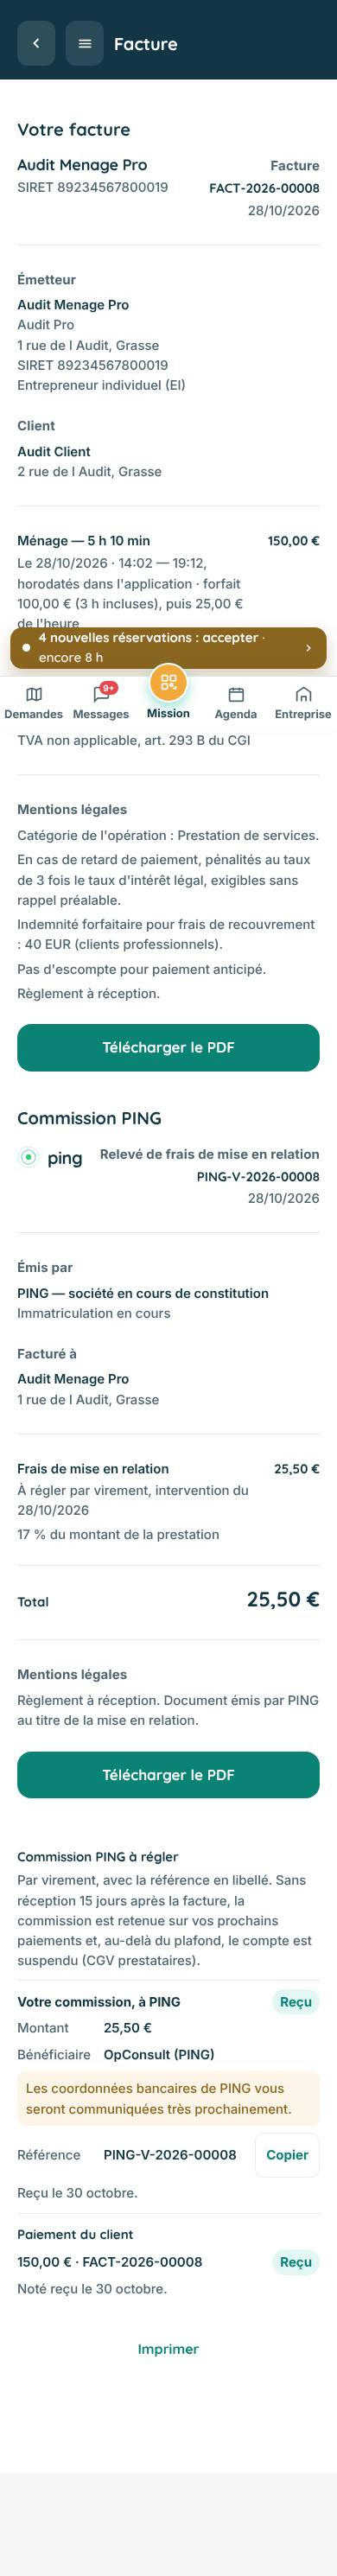 Facture
Votre facture
Audit Menage Pro
Facture
SIRET 89234567800019
FACT-2026-00008
28/10/2026
Émetteur
Audit Menage Pro
Audit Pro
1 rue de l Audit, Grasse
SIRET 89234567800019
Entrepreneur individuel (EI)
Client
Audit Client
2 rue de l Audit, Grasse
Ménage — 5 h 10 min
150,00 €
Le 28/10/2026 · 14:02 — 19:12,
horodatés dans l'application · forfait
100,00 € (3 h incluses), puis 25,00 €
de l'heure
4 nouvelles réservations : accepter ·
encore 8 h
9+
Demandes
Messages
Mission
Agenda
Entreprise
TVA non applicable, art. 293 B du CGI
Mentions légales
Catégorie de l'opération : Prestation de services.
En cas de retard de paiement, pénalités au taux
de 3 fois le taux d'intérêt légal, exigibles sans
rappel préalable.
Indemnité forfaitaire pour frais de recouvrement
: 40 EUR (clients professionnels).
Pas d'escompte pour paiement anticipé.
Règlement à réception.
Télécharger le PDF
Commission PING
ping
Relevé de frais de mise en relation
PING-V-2026-00008
28/10/2026
Émis par
PING — société en cours de constitution
Immatriculation en cours
Facturé à
Audit Menage Pro
1 rue de l Audit, Grasse
Frais de mise en relation
25,50 €
À régler par virement, intervention du
28/10/2026
17 % du montant de la prestation
Total
25,50 €
Mentions légales
Règlement à réception. Document émis par PING
au titre de la mise en relation.
Télécharger le PDF
Commission PING à régler
Par virement, avec la référence en libellé. Sans
réception 15 jours après la facture, la
commission est retenue sur vos prochains
paiements et, au-delà du plafond, le compte est
suspendu (CGV prestataires).
Votre commission, à PING
Reçu
Montant
25,50 €
Bénéficiaire
OpConsult (PING)
Les coordonnées bancaires de PING vous
seront communiquées très prochainement.
Référence
PING-V-2026-00008
Copier
Reçu le 30 octobre.
Paiement du client
150,00 € · FACT-2026-00008
Reçu
Noté reçu le 30 octobre.
Imprimer